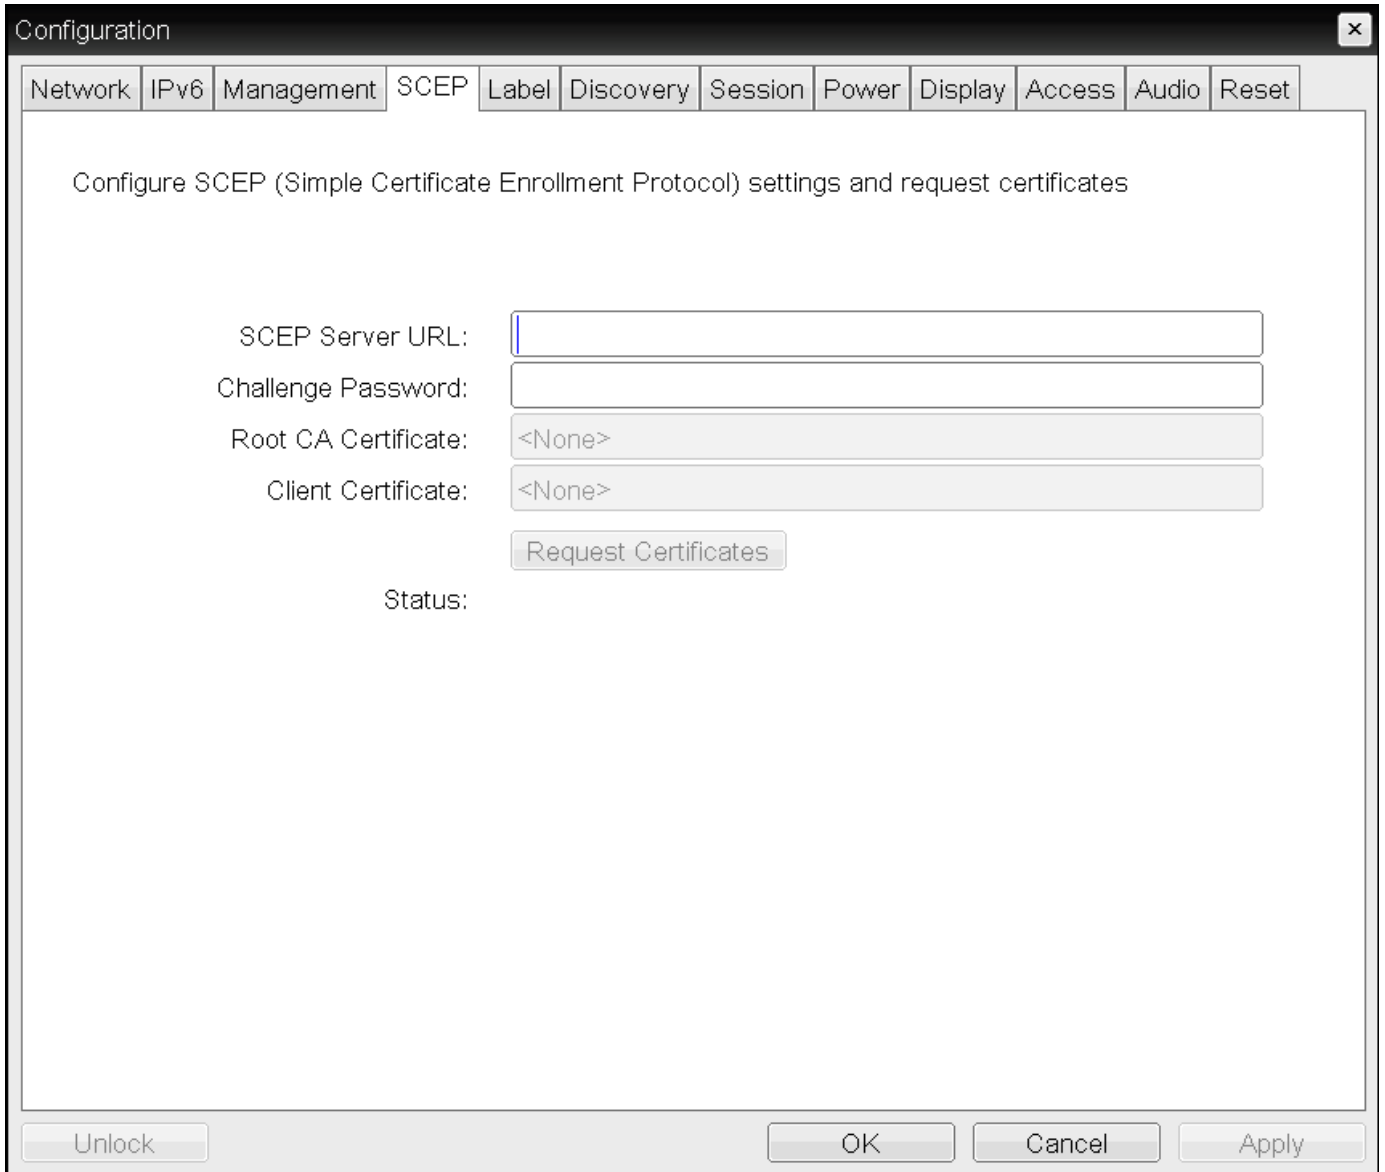 Configuration
Network IPv6 Management SCEP Label Discovery Session Power Display Access Audio Reset
Configure SCEP (Simple Certificate Enrollment Protocol) settings and request certificates
SCEP Server URL:
Challenge Password:
Root CA Certificate: <None>
Client Certificate: <None>
Request Certificates
Status:
Unlock OK Cancel Apply